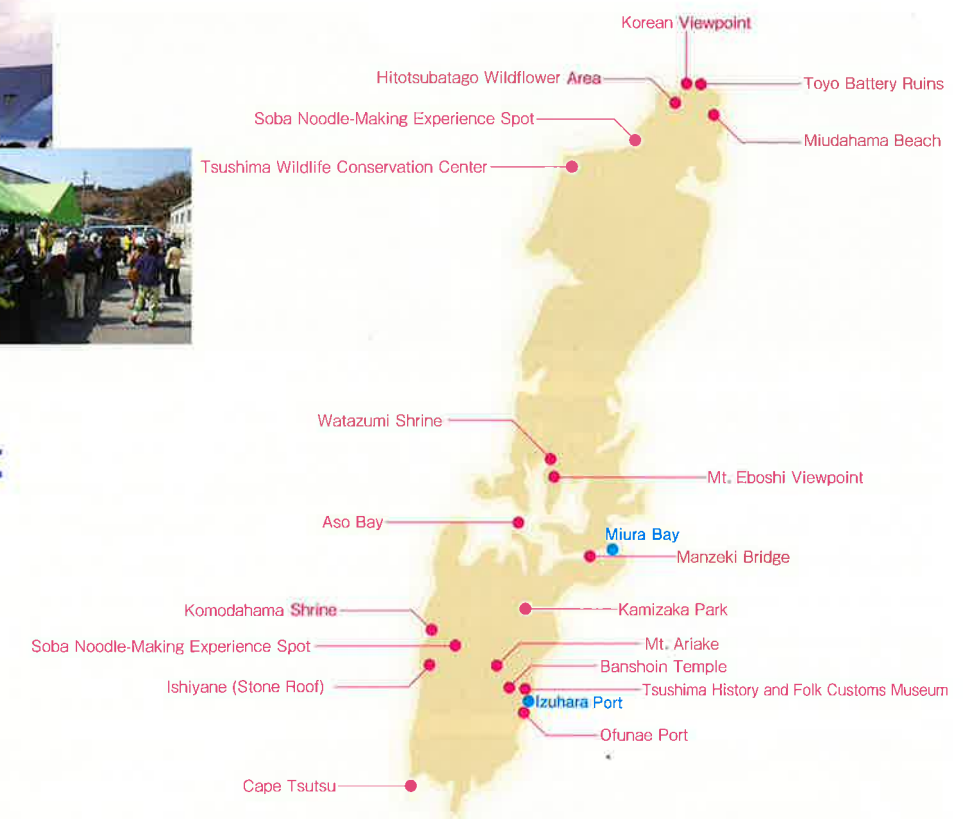 Korean Viewpoint
Hitotsubatago Wildflower Area
Toyo Battery Ruins
Soba Noodle-Making Experience Spot
Miudahama Beach
Tsushima Wildlife Conservation Center
Watazumi Shrine
Mt. Eboshi Viewpoint
Aso Bay
Miura Bay
Manzeki Bridge
Komodahama Shrine
Kamizaka Park
Soba Noodle-Making Experience Spot
Mt. Ariake
Banshoin Temple
Ishiyane (Stone Roof)
Tsushima History and Folk Customs Museum
Izuhara Port
Ofunae Port
Cape Tsutsu